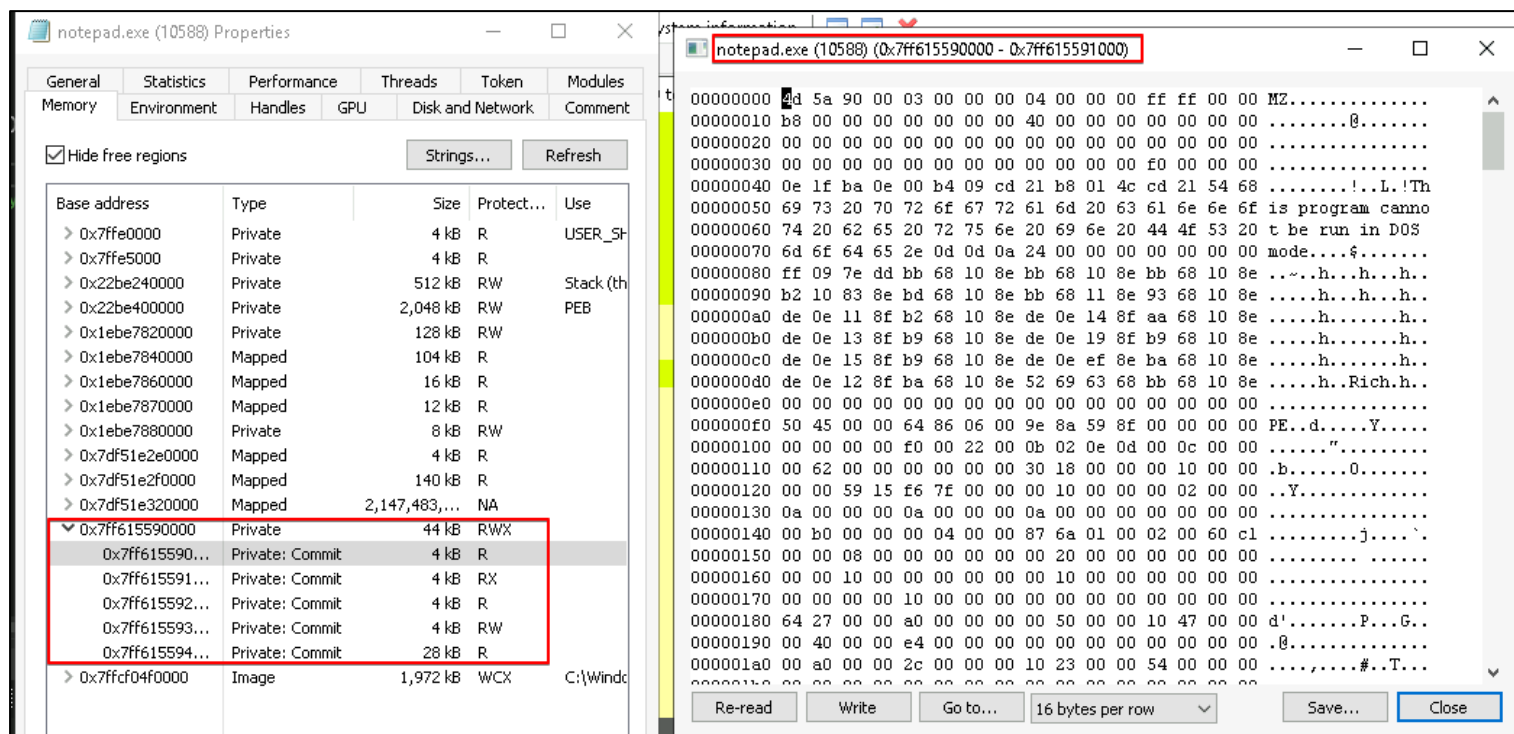 notepad.exe (10588) Properties
General Statistics Performance Threads Token Modules
Memory Environment Handles GPU Disk and Network Comment
Hide free regions Strings... Refresh
Base address Type Size Protect... Use
0x7ffe0000 Private 4 kB R USER_SH
0x7ffe5000 Private 4 kB R
0x22be240000 Private 512 kB RW Stack (th
0x22be400000 Private 2,048 kB RW PEB
0x1ebe7820000 Private 128 kB RW
0x1ebe7840000 Mapped 104 kB R
0x1ebe7860000 Mapped 16 kB R
0x1ebe7870000 Mapped 12 kB R
0x1ebe7880000 Private 8 kB RW
0x7df51e2e0000 Mapped 4 kB R
0x7df51e2f0000 Mapped 140 kB R
0x7df51e320000 Mapped 2,147,483,... NA
0x7ff615590000 Private 44 kB RWX
0x7ff615590... Private: Commit 4 kB R
0x7ff615591... Private: Commit 4 kB RX
0x7ff615592... Private: Commit 4 kB R
0x7ff615593... Private: Commit 4 kB RW
0x7ff615594... Private: Commit 28 kB R
0x7ffcf04f0000 Image 1,972 kB WCX C:\Windo
notepad.exe (10588) (0x7ff615590000 - 0x7ff615591000)
00000000 4d 5a 90 00 03 00 00 00 04 00 00 00 ff ff 00 00 MZ..............
00000010 b8 00 00 00 00 00 00 00 40 00 00 00 00 00 00 00 ........@.......
00000020 00 00 00 00 00 00 00 00 00 00 00 00 00 00 00 00 ................
00000030 00 00 00 00 00 00 00 00 00 00 00 00 f0 00 00 00 ................
00000040 0e 1f ba 0e 00 b4 09 cd 21 b8 01 4c cd 21 54 68 ........!..L.!Th
00000050 69 73 20 70 72 6f 67 72 61 6d 20 63 61 6e 6e 6f is program canno
00000060 74 20 62 65 20 72 75 6e 20 69 6e 20 44 4f 53 20 t be run in DOS
00000070 6d 6f 64 65 2e 0d 0d 0a 24 00 00 00 00 00 00 00 mode....$.......
00000080 ff 09 7e dd bb 68 10 8e bb 68 10 8e bb 68 10 8e ..~..h...h...h..
00000090 b2 10 83 8e bd 68 10 8e bb 68 11 8e 93 68 10 8e .....h...h...h..
000000a0 de 0e 11 8f b2 68 10 8e de 0e 14 8f aa 68 10 8e .....h.......h..
000000b0 de 0e 13 8f b9 68 10 8e de 0e 19 8f b9 68 10 8e .....h.......h..
000000c0 de 0e 15 8f b9 68 10 8e de 0e ef 8e ba 68 10 8e .....h.......h..
000000d0 de 0e 12 8f ba 68 10 8e 52 69 63 68 bb 68 10 8e .....h..Rich.h..
000000e0 00 00 00 00 00 00 00 00 00 00 00 00 00 00 00 00 ................
000000f0 50 45 00 00 64 86 06 00 9e 8a 59 8f 00 00 00 00 PE..d.....Y.....
00000100 00 00 00 00 f0 00 22 00 0b 02 0e 0d 00 0c 00 00 ......".........
00000110 00 62 00 00 00 00 00 00 30 18 00 00 00 10 00 00 .b......0.......
00000120 00 00 59 15 f6 7f 00 00 00 10 00 00 00 02 00 00 ..Y.............
00000130 0a 00 00 00 0a 00 00 00 0a 00 00 00 00 00 00 00 ................
00000140 00 b0 00 00 00 04 00 00 87 6a 01 00 02 00 60 c1 .........j....`.
00000150 00 00 08 00 00 00 00 00 00 20 00 00 00 00 00 00 ......... ......
00000160 00 00 10 00 00 00 00 00 00 10 00 00 00 00 00 00 ................
00000170 00 00 00 00 10 00 00 00 00 00 00 00 00 00 00 00 ................
00000180 64 27 00 00 a0 00 00 00 00 50 00 00 10 47 00 00 d'.......P...G..
00000190 00 40 00 00 e4 00 00 00 00 00 00 00 00 00 00 00 .@..............
000001a0 00 a0 00 00 2c 00 00 00 10 23 00 00 54 00 00 00 ....,....#..T...
Re-read Write Go to... 16 bytes per row Save... Close